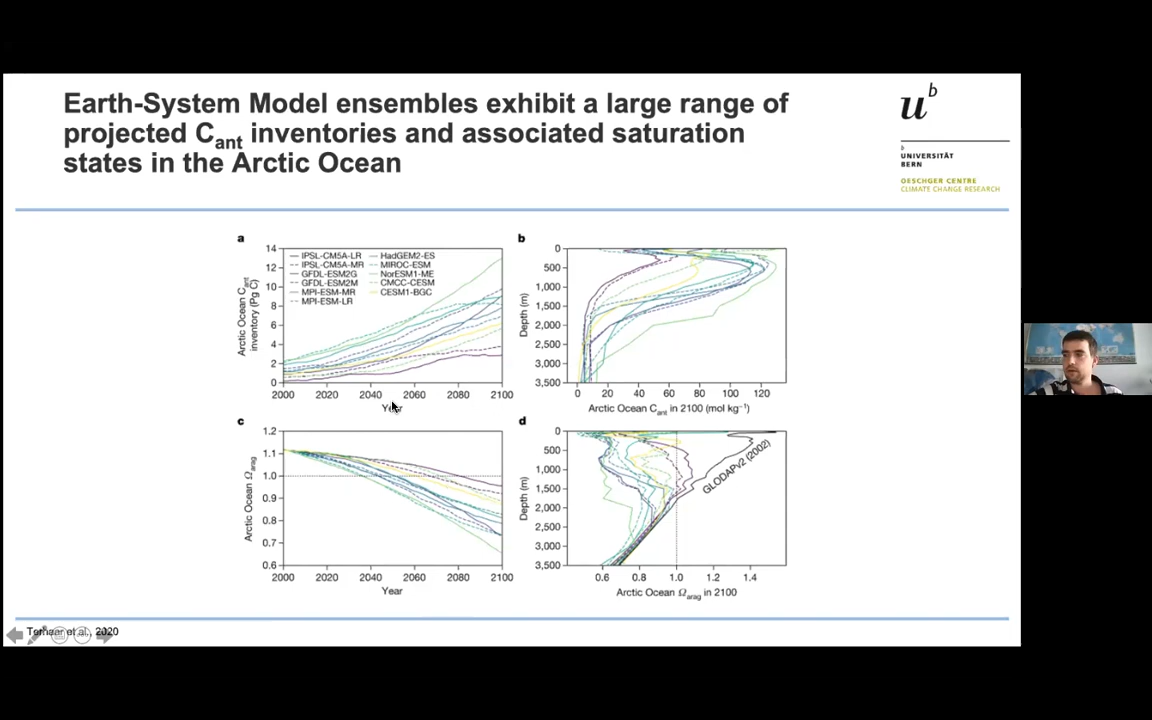 Earth-System Model ensembles exhibit a large range of
projected Cant inventories and associated saturation
states in the Arctic Ocean
ub
b
UNIVERSITÄT
BERN
OESCHGER CENTRE
CLIMATE CHANGE RESEARCH
a
14
12
10
8
6
4
2
0
Arctic Ocean Cant
inventory (Pg C)
IPSL-CM5A-LR
IPSL-CM5A-MR
GFDL-ESM2G
GFDL-ESM2M
MPI-ESM-MR
MPI-ESM-LR
HadGEM2-ES
MIROC-ESM
NorESM1-ME
CMCC-CESM
CESM1-BGC
2000 2020 2040 2060 2080 2100
Year
b
0
500
1,000
1,500
2,000
2,500
3,000
3,500
Depth (m)
0 20 40 60 80 100 120
Arctic Ocean Cant in 2100 (mol kg⁻¹)
c
1.2
1.1
1.0
0.9
0.8
0.7
0.6
Arctic Ocean Ωarag
2000 2020 2040 2060 2080 2100
Year
d
0
500
1,000
1,500
2,000
2,500
3,000
3,500
Depth (m)
GLODAPv2 (2002)
0.6 0.8 1.0 1.2 1.4
Arctic Ocean Ωarag in 2100
Terhaar et al., 2020